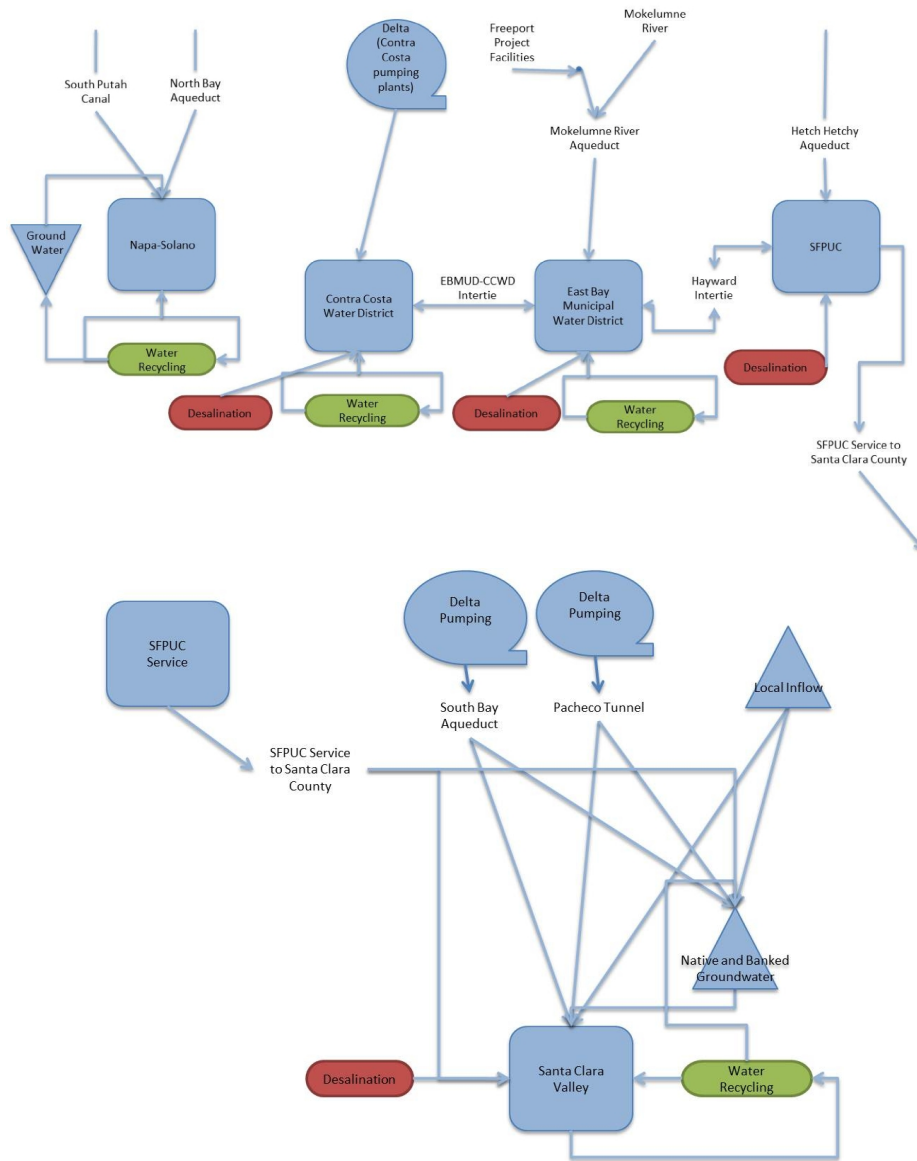 South Putah
Canal
North Bay
Aqueduct
Delta
(Contra
Costa
pumping
plants)
Freeport
Project
Facilities
Mokelumne
River
Mokelumne River
Aqueduct
Hetch Hetchy
Aqueduct
Ground
Water
Napa-Solano
Water
Recycling
Contra Costa
Water District
EBMUD-CCWD
Intertie
East Bay
Municipal
Water District
Hayward
Intertie
SFPUC
Desalination
Water
Recycling
Desalination
Water
Recycling
Desalination
SFPUC Service to
Santa Clara County
SFPUC
Service
Delta
Pumping
Delta
Pumping
Local Inflow
South Bay
Aqueduct
Pacheco Tunnel
SFPUC Service
to Santa Clara
County
Native and Banked
Groundwater
Desalination
Santa Clara
Valley
Water
Recycling